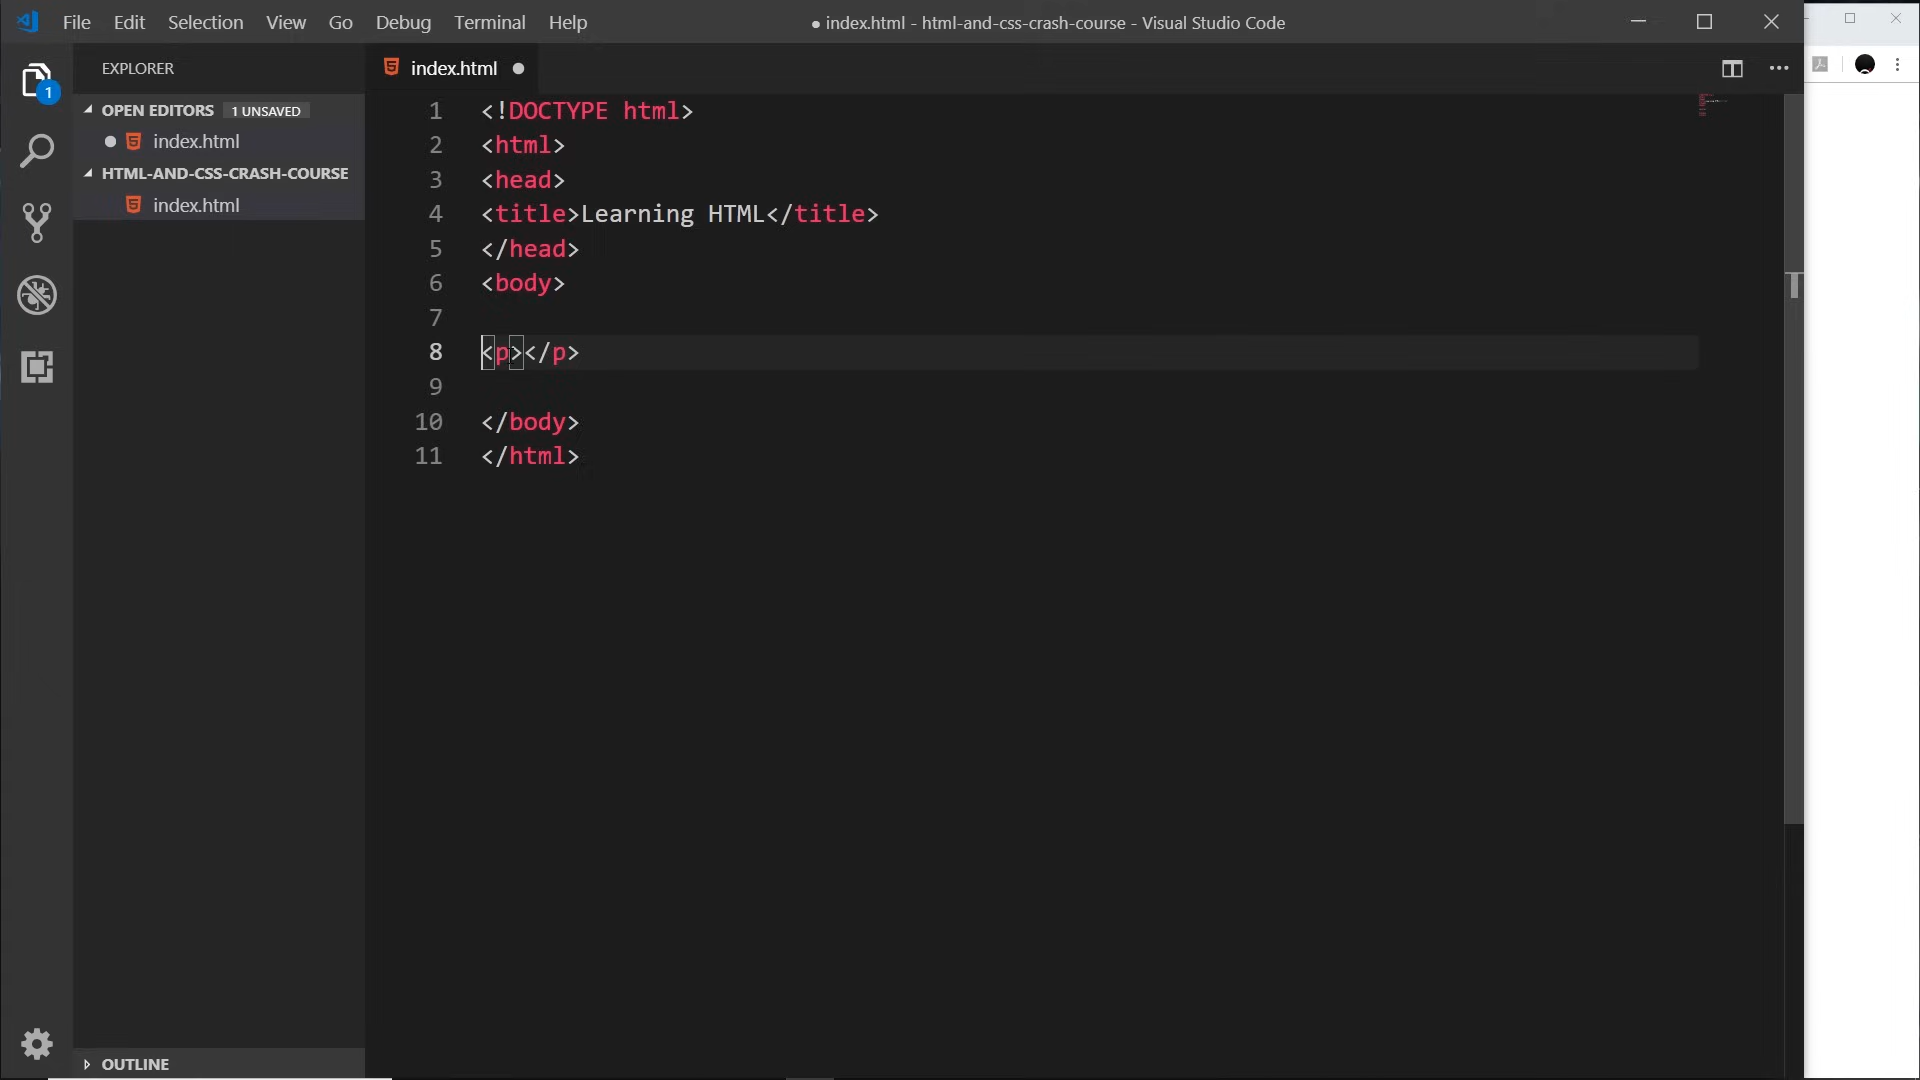 File Edit Selection View Go Debug Terminal Help
● index.html - html-and-css-crash-course - Visual Studio Code
EXPLORER
1
OPEN EDITORS 1 UNSAVED
index.html
HTML-AND-CSS-CRASH-COURSE
index.html
OUTLINE
index.html
1 <!DOCTYPE html>
2 <html>
3 <head>
4 <title>Learning HTML</title>
5 </head>
6 <body>
7
8 <p></p>
9
10 </body>
11 </html>